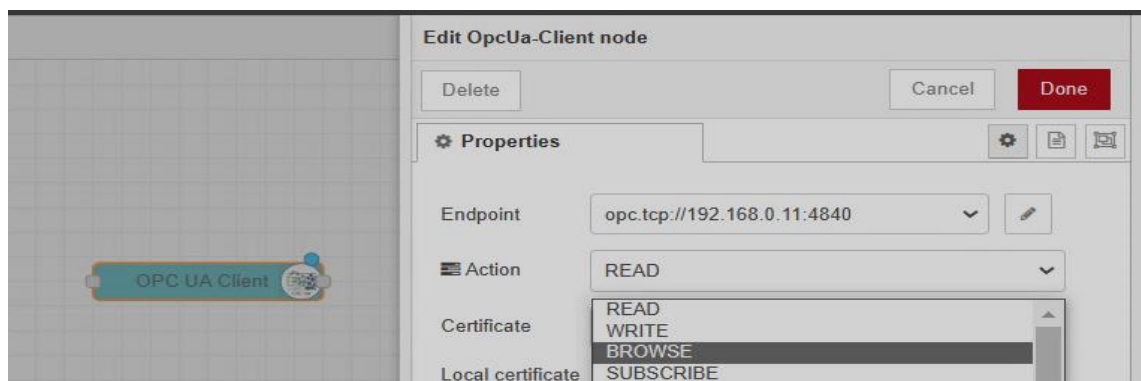 Edit OpcUa-Client node
Delete
Cancel
Done
Properties
Endpoint
opc.tcp://192.168.0.11:4840
OPC UA Client
Action
READ
Certificate
READ
WRITE
BROWSE
Local certificate
SUBSCRIBE